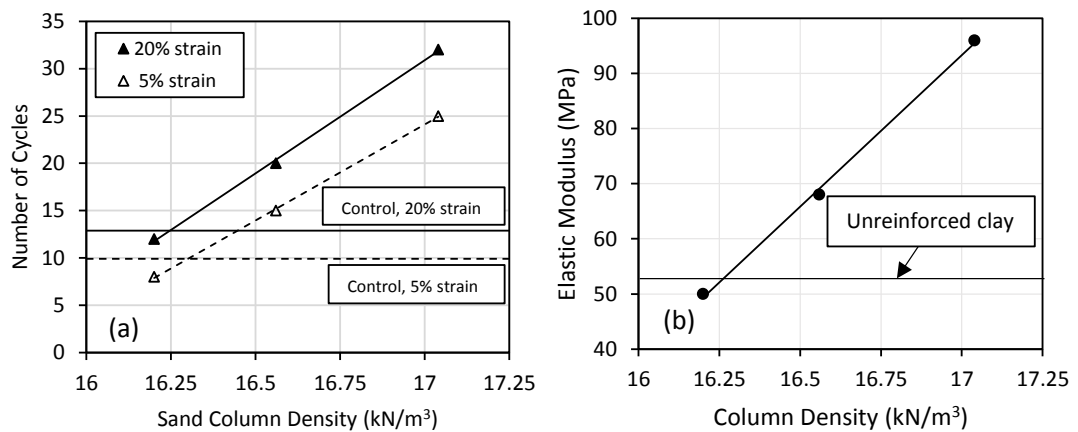 35
30
25
20
15
10
5
0
Number of Cycles
20% strain
5% strain
Control, 20% strain
Control, 5% strain
(a)
16 16.25 16.5 16.75 17 17.25
Sand Column Density (kN/m³)
100
90
80
70
60
50
40
Elastic Modulus (MPa)
Unreinforced clay
(b)
16 16.25 16.5 16.75 17 17.25
Column Density (kN/m³)